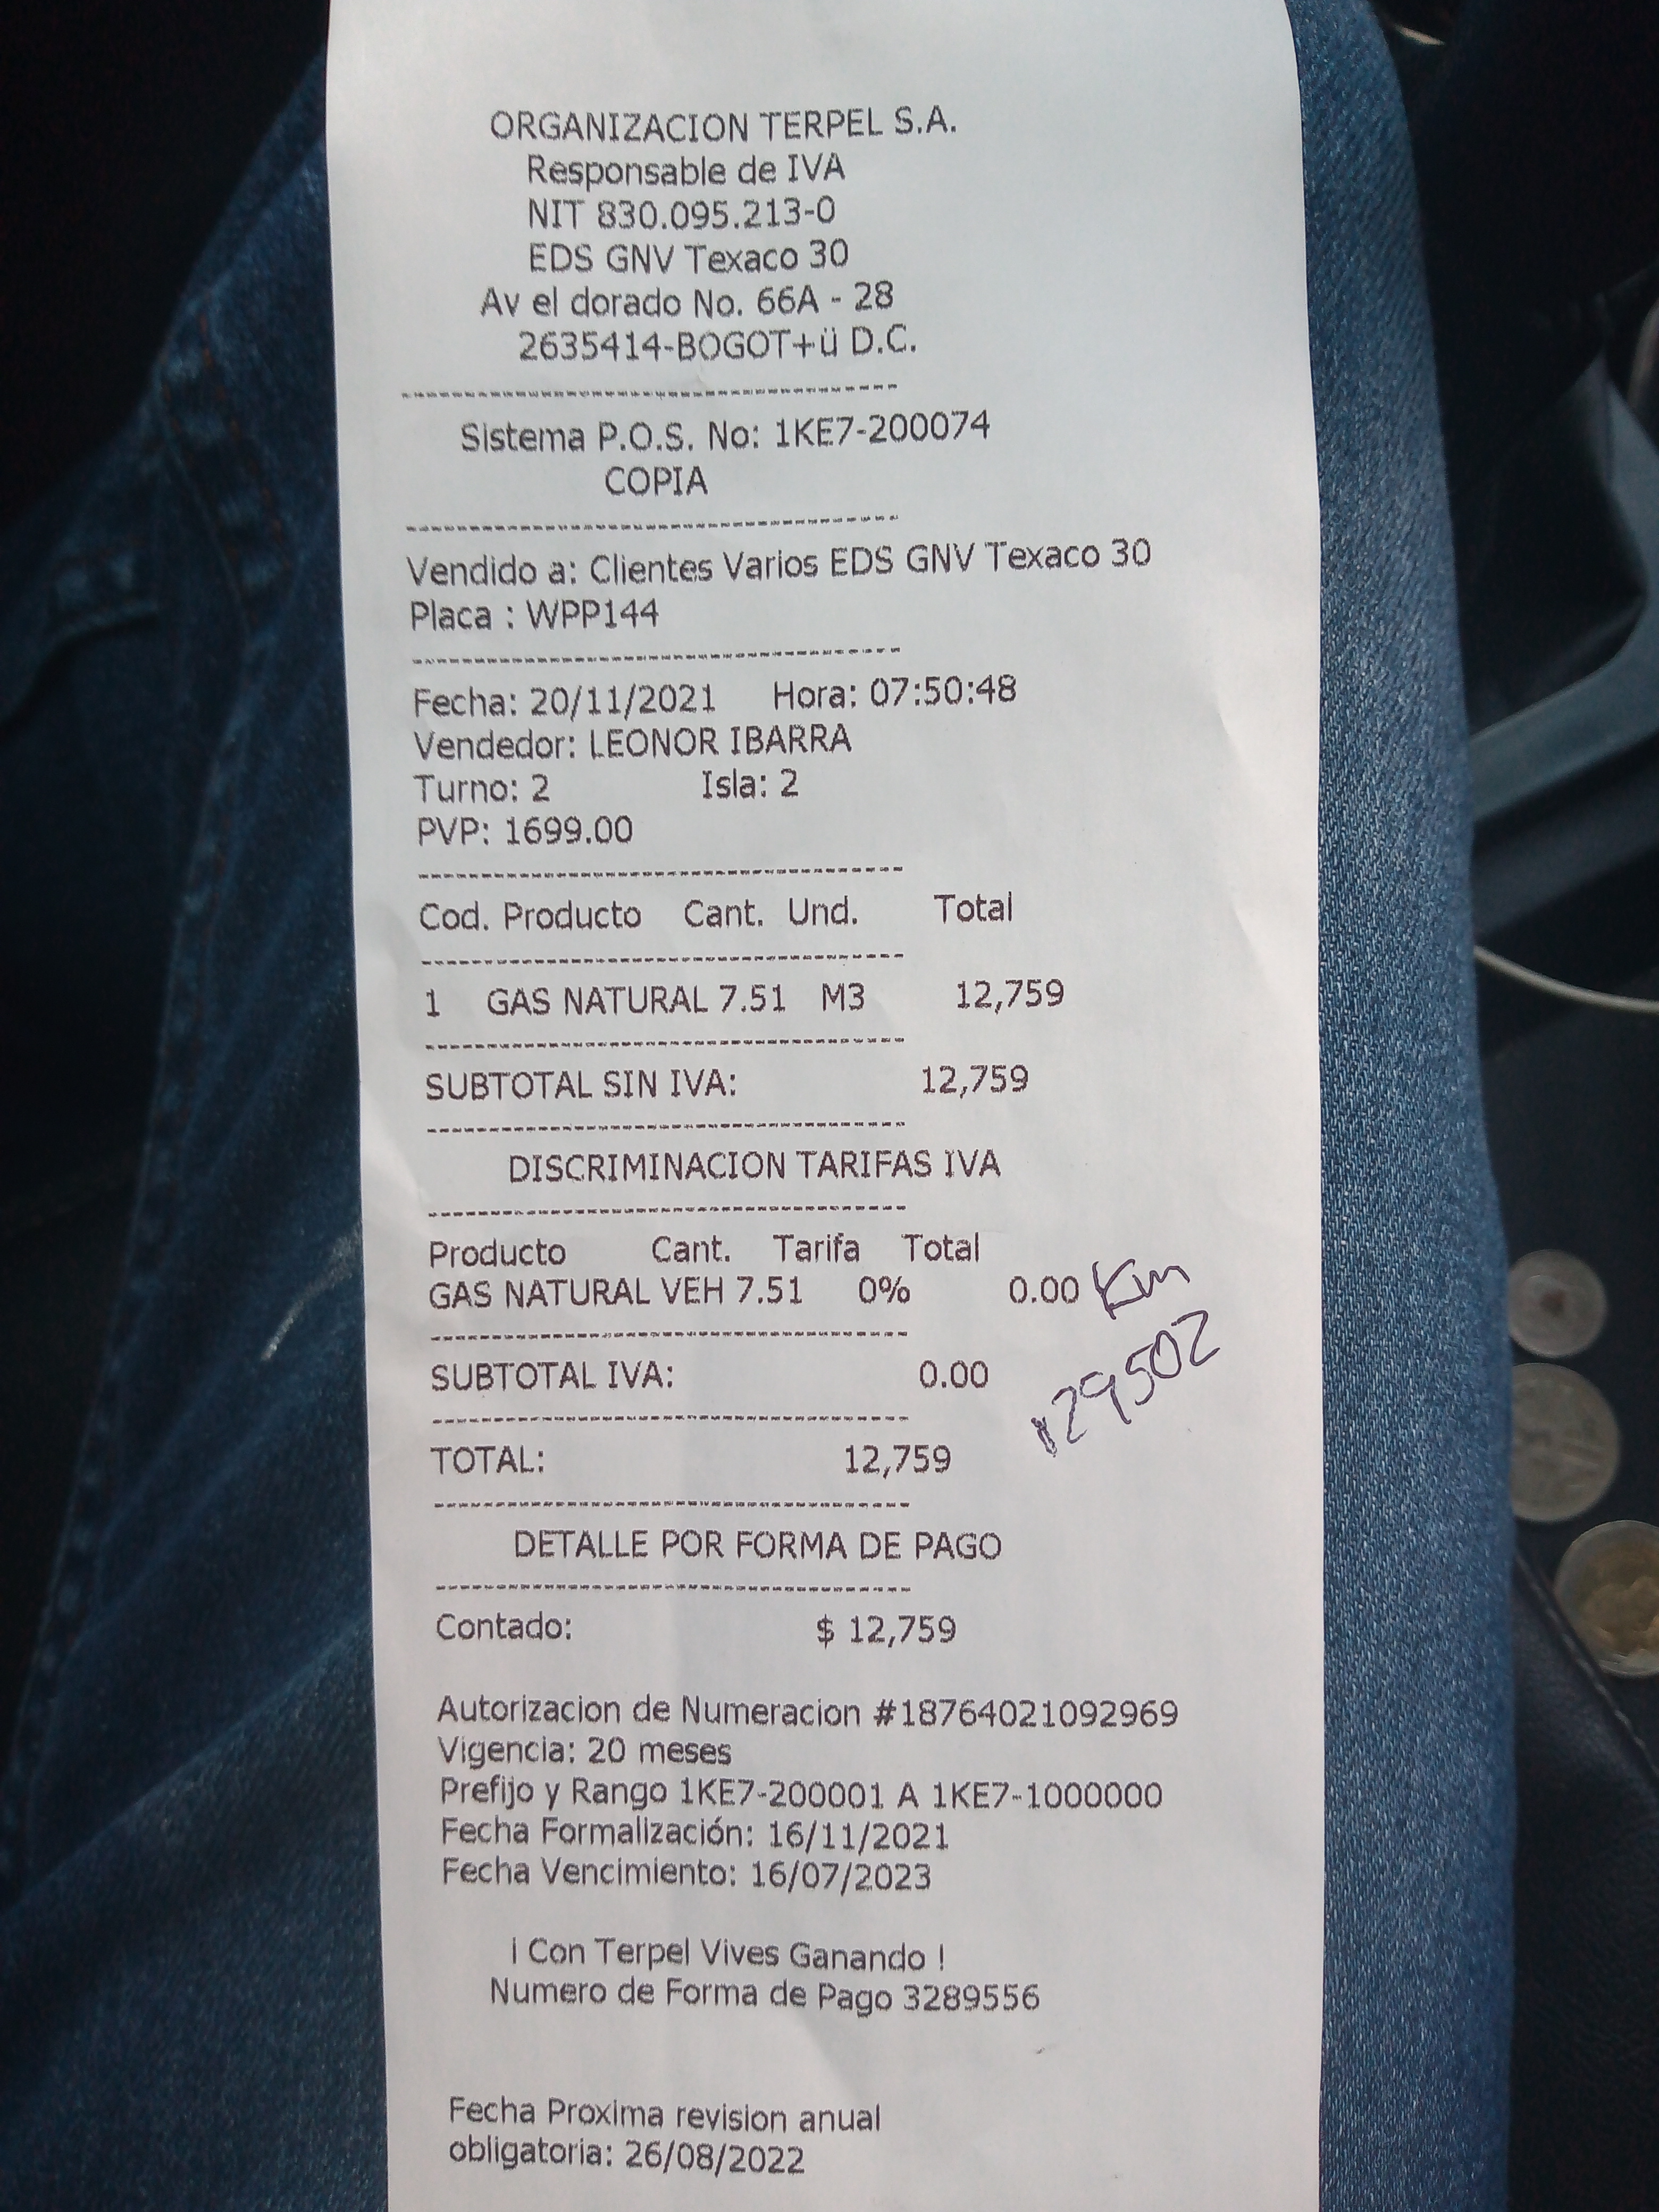 ORGANIZACION TERPEL S.A.
Responsable de IVA
NIT 830.095.213-0
EDS GNV Texaco 30
Av el dorado No. 66A - 28
2635414-BOGOT+ü D.C.
Sistema P.O.S. No: 1KE7-200074
COPIA
Vendido a: Clientes Varios EDS GNV Texaco 30
Placa : WPP144
Fecha: 20/11/2021 Hora: 07:50:48
Vendedor: LEONOR IBARRA
Turno: 2 Isla: 2
PVP: 1699.00
Cod. Producto Cant. Und. Total
1 GAS NATURAL 7.51 M3 12,759
SUBTOTAL SIN IVA: 12,759
DISCRIMINACION TARIFAS IVA
Producto Cant. Tarifa Total
GAS NATURAL VEH 7.51 0% 0.00
Km
129502
SUBTOTAL IVA: 0.00
TOTAL: 12,759
DETALLE POR FORMA DE PAGO
Contado: $ 12,759
Autorizacion de Numeracion #18764021092969
Vigencia: 20 meses
Prefijo y Rango 1KE7-200001 A 1KE7-1000000
Fecha Formalización: 16/11/2021
Fecha Vencimiento: 16/07/2023
¡ Con Terpel Vives Ganando !
Numero de Forma de Pago 3289556
Fecha Proxima revision anual
obligatoria: 26/08/2022